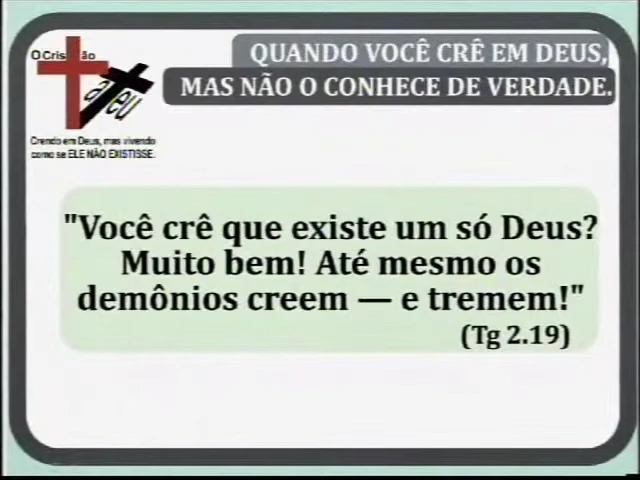 O Cris ão
ateu
Crendo em Deus, mas vivendo
como se ELE NÃO EXISTISSE.
QUANDO VOCÊ CRÊ EM DEUS,
MAS NÃO O CONHECE DE VERDADE.
"Você crê que existe um só Deus?
Muito bem! Até mesmo os
demônios creem — e tremem!"
(Tg 2.19)